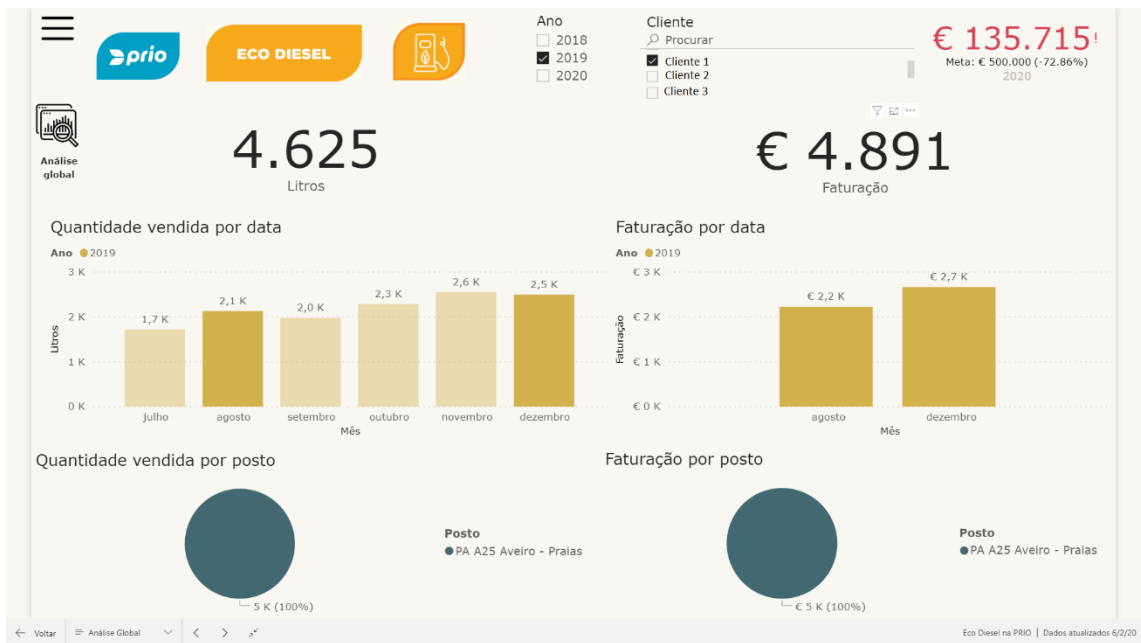 prio
ECO DIESEL
Ano
2018
2019
2020
Cliente
Procurar
Cliente 1
Cliente 2
Cliente 3
€ 135.715!
Meta: € 500.000 (-72.86%)
2020
Análise
global
4.625
Litros
€ 4.891
Faturação
Quantidade vendida por data
Ano 2019
3 K
2 K
1 K
0 K
Litros
1,7 K
2,1 K
2,0 K
2,3 K
2,6 K
2,5 K
julho agosto setembro outubro novembro dezembro
Mês
Faturação por data
Ano 2019
€ 3 K
€ 2 K
€ 1 K
€ 0 K
Faturação
€ 2,2 K
€ 2,7 K
agosto dezembro
Mês
Quantidade vendida por posto
Posto
PA A25 Aveiro - Praias
5 K (100%)
Faturação por posto
Posto
PA A25 Aveiro - Praias
€ 5 K (100%)
Voltar
Análise Global
Eco Diesel na PRIO | Dados atualizados 6/2/20